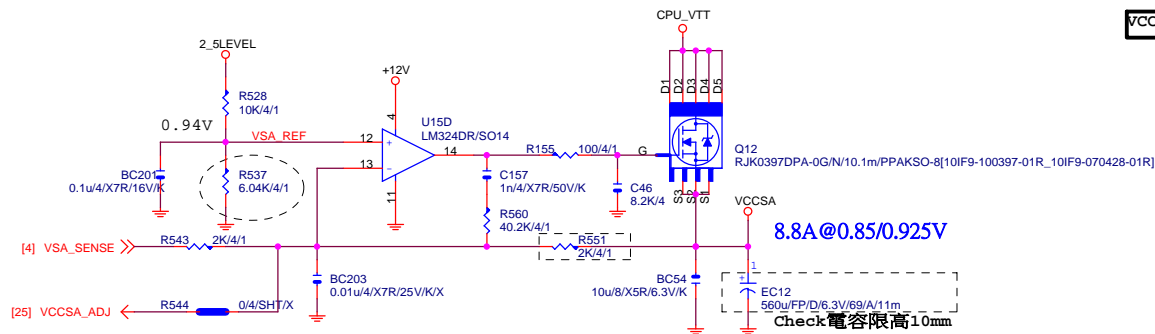 CPU_VTT
VCC
2_5LEVEL
+12V
D1
D2
D3
D4
D5
R528
10K/4/1
4
U15D
LM324DR/SO14
0.94V
VSA_REF
12
+
13
-
14
11
R155
100/4/1
G
Q12
RJK0397DPA-0G/N/10.1m/PPAKSO-8[10IF9-100397-01R_10IF9-070428-01R]
BC201
0.1u/4/X7R/16V/K
R537
6.04K/4/1
C157
1n/4/X7R/50V/K
C46
8.2K/4
S3
S2
S1
VCCSA
R560
40.2K/4/1
8.8A@0.85/0.925V
[4] VSA_SENSE
R543
2K/4/1
R551
2K/4/1
BC203
0.01u/4/X7R/25V/K/X
BC54
10u/8/X5R/6.3V/K
1
+
EC12
560u/FP/D/6.3V/69/A/11m
[25] VCCSA_ADJ
R544
0/4/SHT/X
Check電容限高10mm